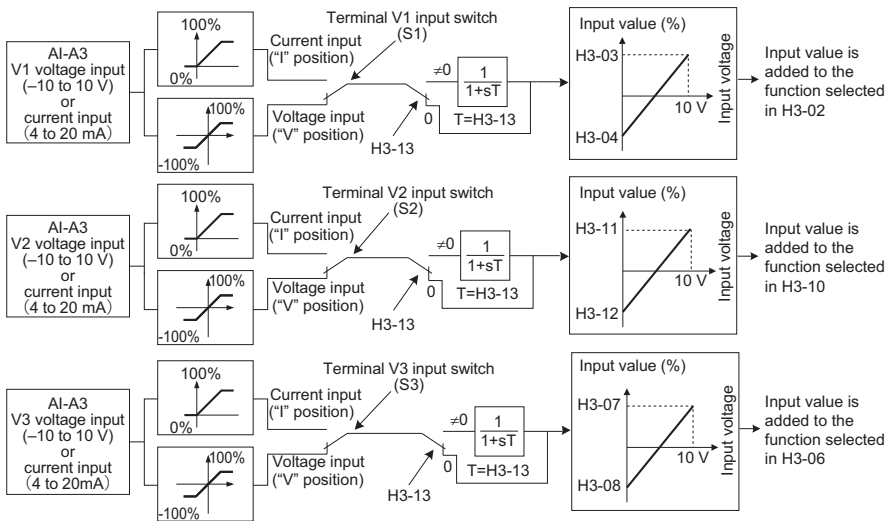 AI-A3
V1 voltage input
(–10 to 10 V)
or
current input
(4 to 20 mA)
100%
0%
100%
-100%
Current input
("I" position)
Voltage input
("V" position)
Terminal V1 input switch
(S1)
H3-13
≠0
0
1
1+sT
T=H3-13
Input value (%)
H3-03
H3-04
10 V
Input voltage
Input value is
added to the
function selected
in H3-02
AI-A3
V2 voltage input
(–10 to 10 V)
or
current input
(4 to 20 mA)
100%
0%
100%
-100%
Current input
("I" position)
Voltage input
("V" position)
Terminal V2 input switch
(S2)
H3-13
≠0
0
1
1+sT
T=H3-13
Input value (%)
H3-11
H3-12
10 V
Input voltage
Input value is
added to the
function selected
in H3-10
AI-A3
V3 voltage input
(–10 to 10 V)
or
current input
(4 to 20mA)
100%
0%
100%
-100%
Current input
("I" position)
Voltage input
("V" position)
Terminal V3 input switch
(S3)
H3-13
≠0
0
1
1+sT
T=H3-13
Input value (%)
H3-07
H3-08
10 V
Input voltage
Input value is
added to the
function selected
in H3-06